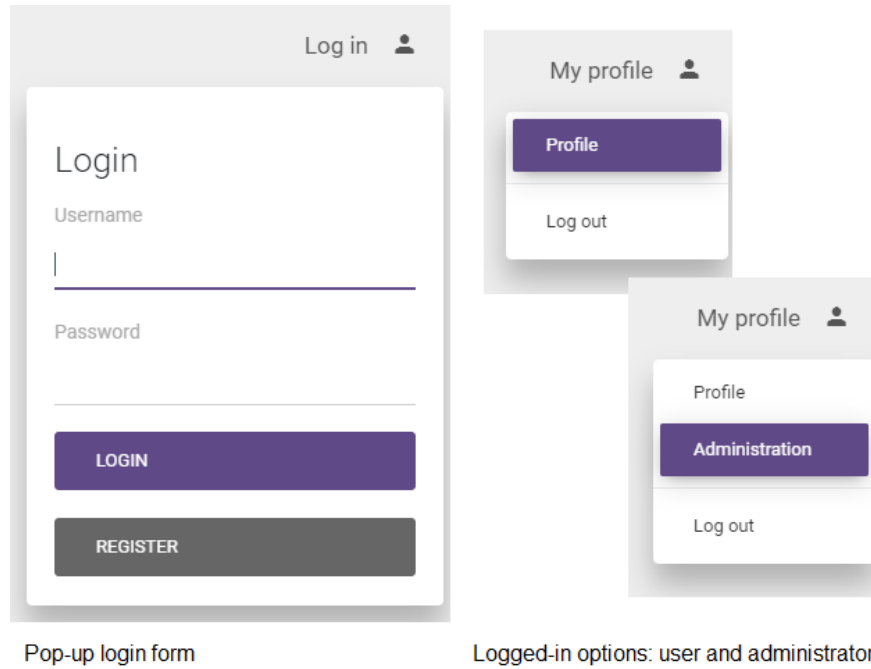 Log in
Login
Username
Password
LOGIN
REGISTER
Pop-up login form
My profile
Profile
Log out
My profile
Profile
Administration
Log out
Logged-in options: user and administrator